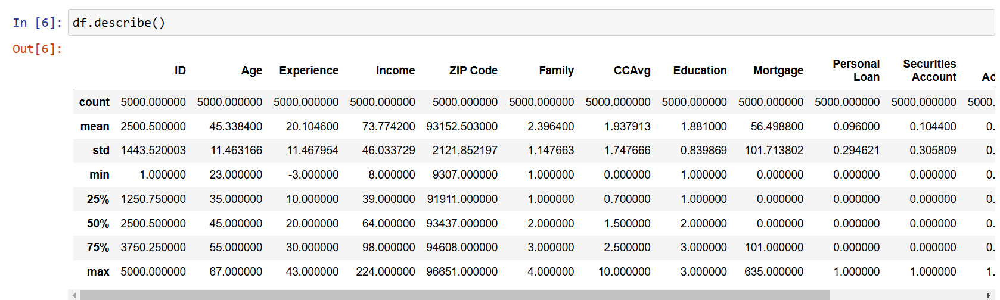 In [6]: df.describe()
Out[6]:
ID Age Experience Income ZIP Code Family CCAvg Education Mortgage Personal Loan Securities Account Ac
count 5000.000000 5000.000000 5000.000000 5000.000000 5000.000000 5000.000000 5000.000000 5000.000000 5000.000000 5000.000000 5000.000000 5000.
mean 2500.500000 45.338400 20.104600 73.774200 93152.503000 2.396400 1.937913 1.881000 56.498800 0.096000 0.104400 0.
std 1443.520003 11.463166 11.467954 46.033729 2121.852197 1.147663 1.747666 0.839869 101.713802 0.294621 0.305809 0.
min 1.000000 23.000000 -3.000000 8.000000 9307.000000 1.000000 0.000000 1.000000 0.000000 0.000000 0.000000 0.
25% 1250.750000 35.000000 10.000000 39.000000 91911.000000 1.000000 0.700000 1.000000 0.000000 0.000000 0.000000 0.
50% 2500.500000 45.000000 20.000000 64.000000 93437.000000 2.000000 1.500000 2.000000 0.000000 0.000000 0.000000 0.
75% 3750.250000 55.000000 30.000000 98.000000 94608.000000 3.000000 2.500000 3.000000 101.000000 0.000000 0.000000 0.
max 5000.000000 67.000000 43.000000 224.000000 96651.000000 4.000000 10.000000 3.000000 635.000000 1.000000 1.000000 1.